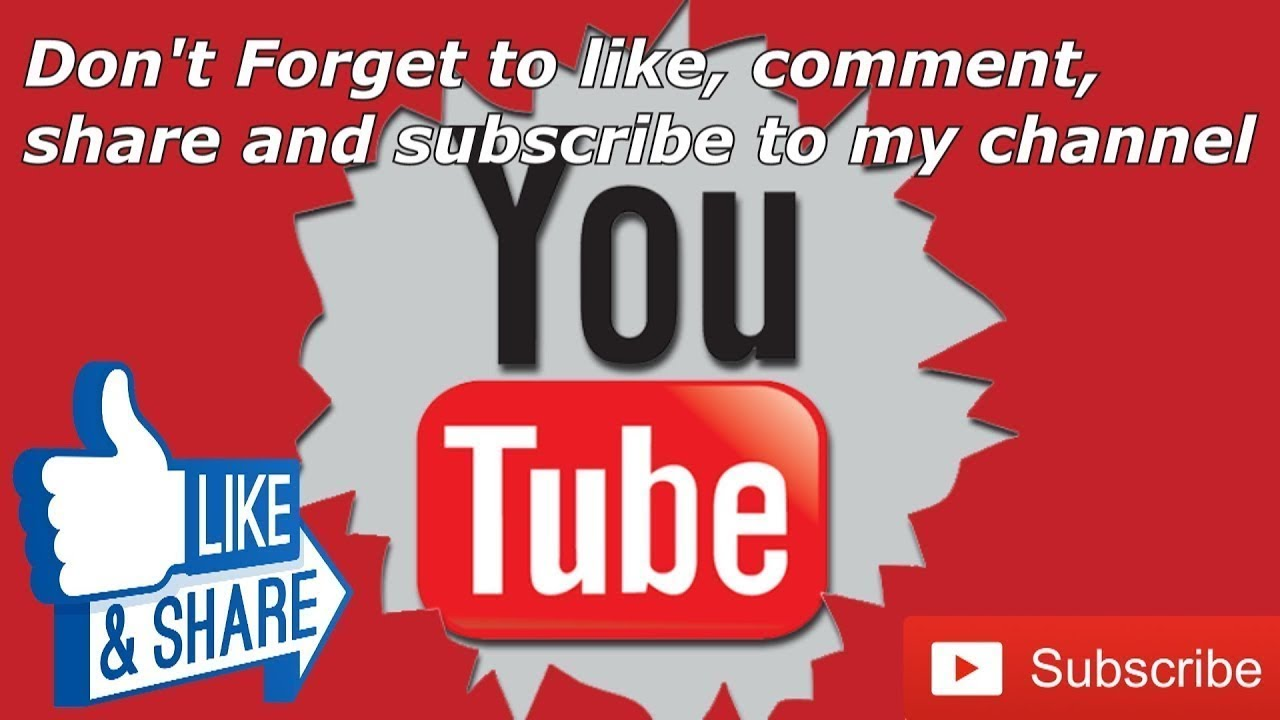 Don't Forget to like, comment,
share and subscribe to my channel
You
Tube
LIKE
& SHARE
Subscribe